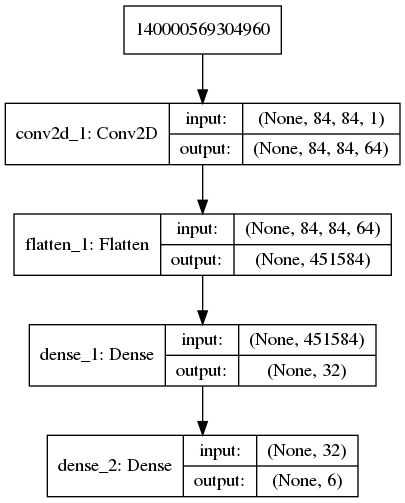 140000569304960
conv2d_1: Conv2D
input:
(None, 84, 84, 1)
output:
(None, 84, 84, 64)
flatten_1: Flatten
input:
(None, 84, 84, 64)
output:
(None, 451584)
dense_1: Dense
input:
(None, 451584)
output:
(None, 32)
dense_2: Dense
input:
(None, 32)
output:
(None, 6)